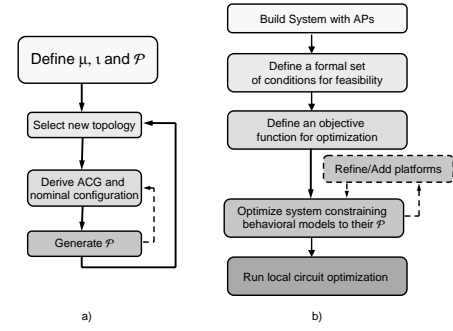 Define μ, ι and 𝒫
Select new topology
Derive ACG and
nominal configuration
Generate 𝒫
a)
Build System with APs
Define a formal set
of conditions for feasibility
Define an objective
function for optimization
Refine/Add platforms
Optimize system constraining
behavioral models to their 𝒫
Run local circuit optimization
b)